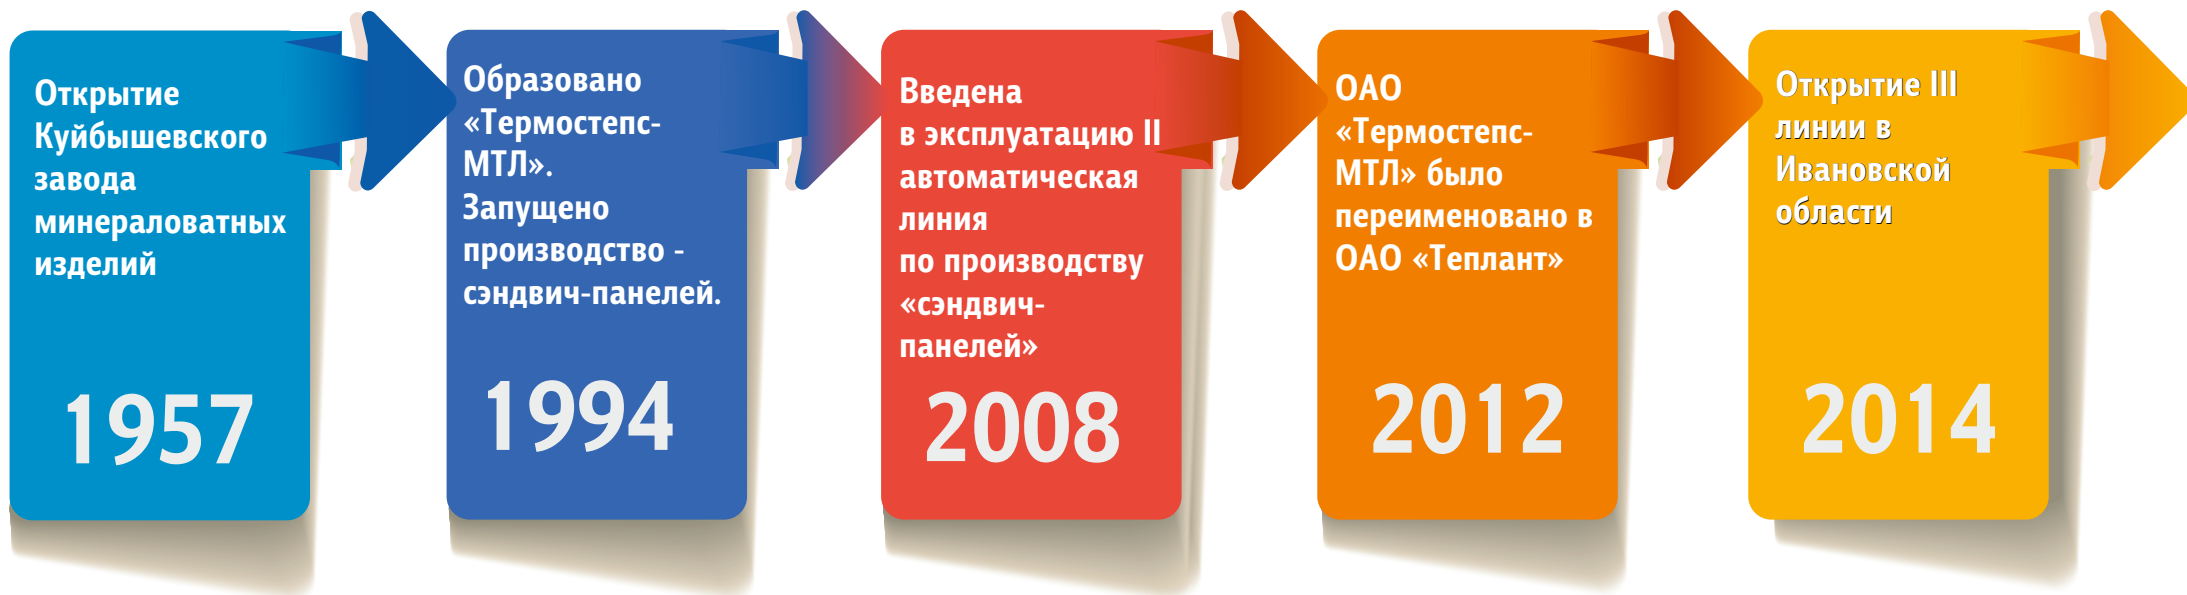 Открытие
Куйбышевского
завода
минераловатных
изделий
1957
Образовано
«Термостепс-
МТЛ».
Запущено
производство -
сэндвич-панелей.
1994
Введена
в эксплуатацию II
автоматическая
линия
по производству
«сэндвич-
панелей»
2008
ОАО
«Термостепс-
МТЛ» было
переименовано в
ОАО «Теплант»
2012
Открытие III
линии в
Ивановской
области
2014